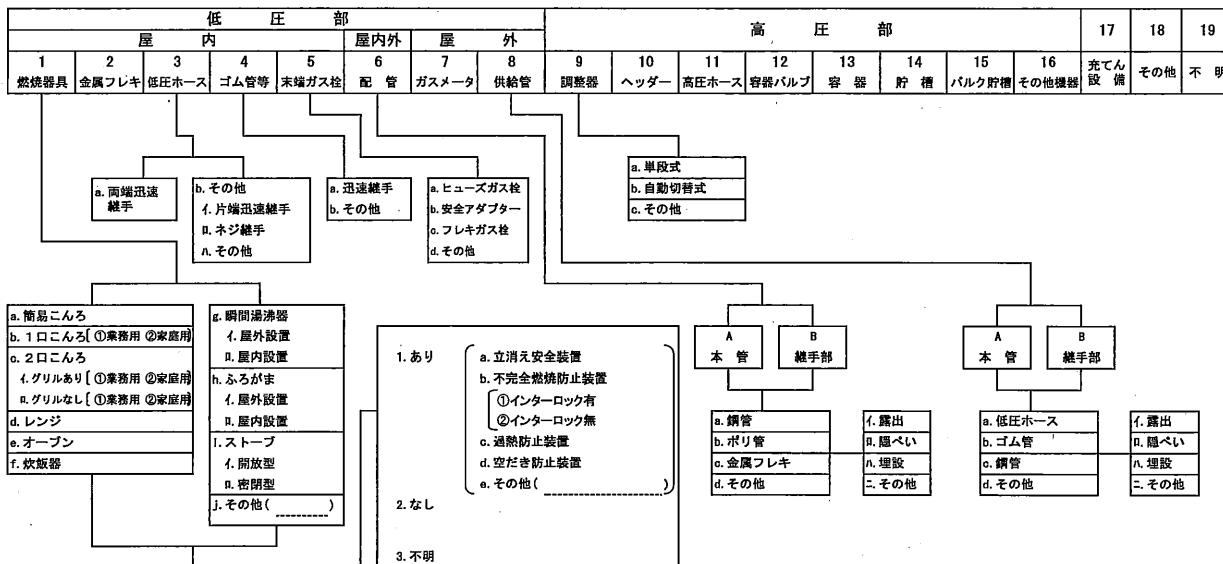 低 圧 部
高 圧 部
屋 内
屋内外
屋 外
1
燃焼器具
2
金属フレキ
3
低圧ホース
4
ゴム管等
5
末端ガス栓
6
配 管
7
ガスメータ
8
供給管
9
調整器
10
ヘッダー
11
高圧ホース
12
容器バルブ
13
容 器
14
貯 槽
15
バルク貯槽
16
その他機器
17
充てん
設 備
18
その他
19
不 明
a. 両端迅速
継手
b. その他
イ. 片端迅速継手
ロ. ネジ継手
ハ. その他
a. 迅速継手
b. その他
a. ヒューズガス栓
b. 安全アダプター
c. フレキガス栓
d. その他
a. 単段式
b. 自動切替式
c. その他
a. 簡易こんろ
b. 1口こんろ[ ①業務用 ②家庭用]
c. 2口こんろ
イ. グリルあり[ ①業務用 ②家庭用]
ロ. グリルなし[ ①業務用 ②家庭用]
d. レンジ
e. オーブン
f. 炊飯器
g. 瞬間湯沸器
イ. 屋外設置
ロ. 屋内設置
h. ふろがま
イ. 屋外設置
ロ. 屋内設置
I. ストーブ
イ. 開放型
ロ. 密閉型
j. その他( )
1. あり
a. 立消え安全装置
b. 不完全燃焼防止装置
①インターロック有
②インターロック無
c. 過熱防止装置
d. 空だき防止装置
e. その他( )
2. なし
3. 不明
A
本 管
B
継手部
a. 鋼管
b. ポリ管
c. 金属フレキ
d. その他
イ. 露出
ロ. 隠ぺい
ハ. 埋設
ニ. その他
A
本 管
B
継手部
a. 低圧ホース
b. ゴム管
c. 鋼管
d. その他
イ. 露出
ロ. 隠ぺい
ハ. 埋設
ニ. その他